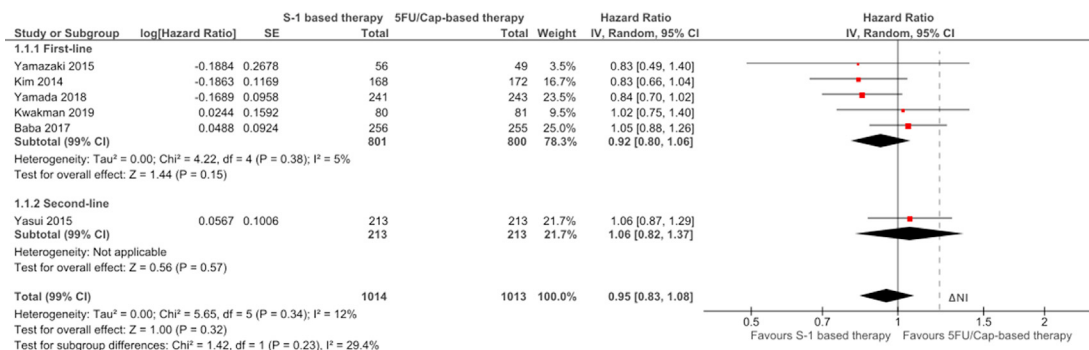 S-1 based therapy 5FU/Cap-based therapy Hazard Ratio Hazard Ratio
Study or Subgroup log[Hazard Ratio] SE Total Total Weight IV, Random, 95% CI IV, Random, 95% CI
1.1.1 First-line
Yamazaki 2015 -0.1884 0.2678 56 49 3.5% 0.83 [0.49, 1.40]
Kim 2014 -0.1863 0.1169 168 172 16.7% 0.83 [0.66, 1.04]
Yamada 2018 -0.1689 0.0958 241 243 23.5% 0.84 [0.70, 1.02]
Kwakman 2019 0.0244 0.1592 80 81 9.5% 1.02 [0.75, 1.40]
Baba 2017 0.0488 0.0924 256 255 25.0% 1.05 [0.88, 1.26]
Subtotal (99% CI) 801 800 78.3% 0.92 [0.80, 1.06]
Heterogeneity: Tau² = 0.00; Chi² = 4.22, df = 4 (P = 0.38); I² = 5%
Test for overall effect: Z = 1.44 (P = 0.15)
1.1.2 Second-line
Yasui 2015 0.0567 0.1006 213 213 21.7% 1.06 [0.87, 1.29]
Subtotal (99% CI) 213 213 21.7% 1.06 [0.82, 1.37]
Heterogeneity: Not applicable
Test for overall effect: Z = 0.56 (P = 0.57)
Total (99% CI) 1014 1013 100.0% 0.95 [0.83, 1.08] ΔNI
Heterogeneity: Tau² = 0.00; Chi² = 5.65, df = 5 (P = 0.34); I² = 12%
Test for overall effect: Z = 1.00 (P = 0.32)
Test for subgroup differences: Chi² = 1.42, df = 1 (P = 0.23), I² = 29.4%
0.5 0.7 1 1.5 2
Favours S-1 based therapy Favours 5FU/Cap-based therapy